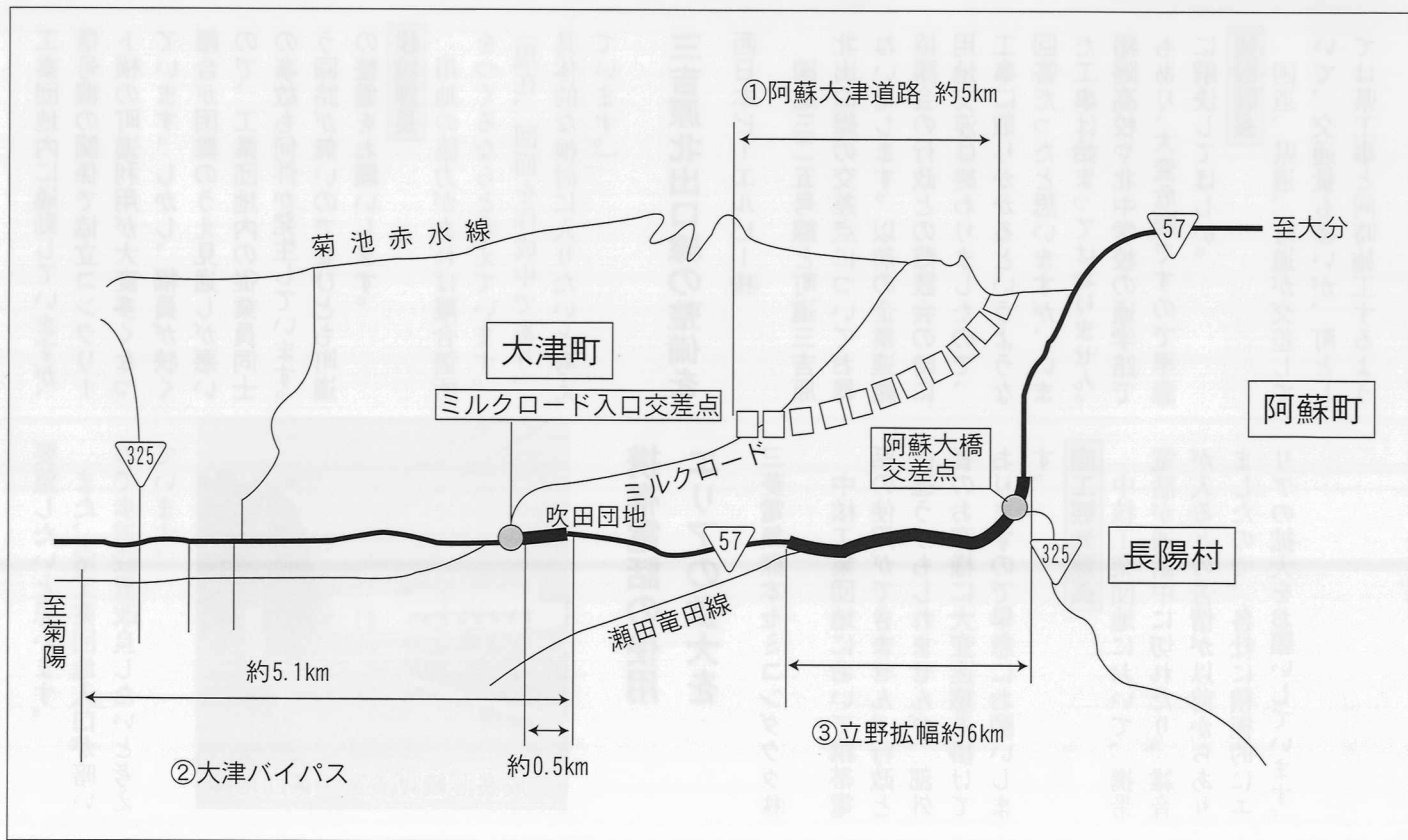 ①阿蘇大津道路 約5km
57
至大分
菊池赤水線
大津町
ミルクロード入口交差点
阿蘇町
325
ミルクロード
阿蘇大橋
交差点
吹田団地
57
325
長陽村
至菊陽
瀬田竜田線
約5.1km
③立野拡幅約6km
約0.5km
②大津バイパス